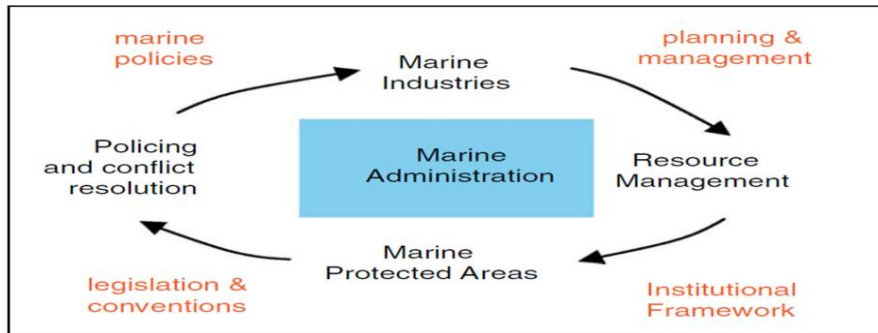 marine
policies
planning &
management
Marine
Industries
Policing
and conflict
resolution
Marine
Administration
Resource
Management
Marine
Protected Areas
legislation &
conventions
Institutional
Framework